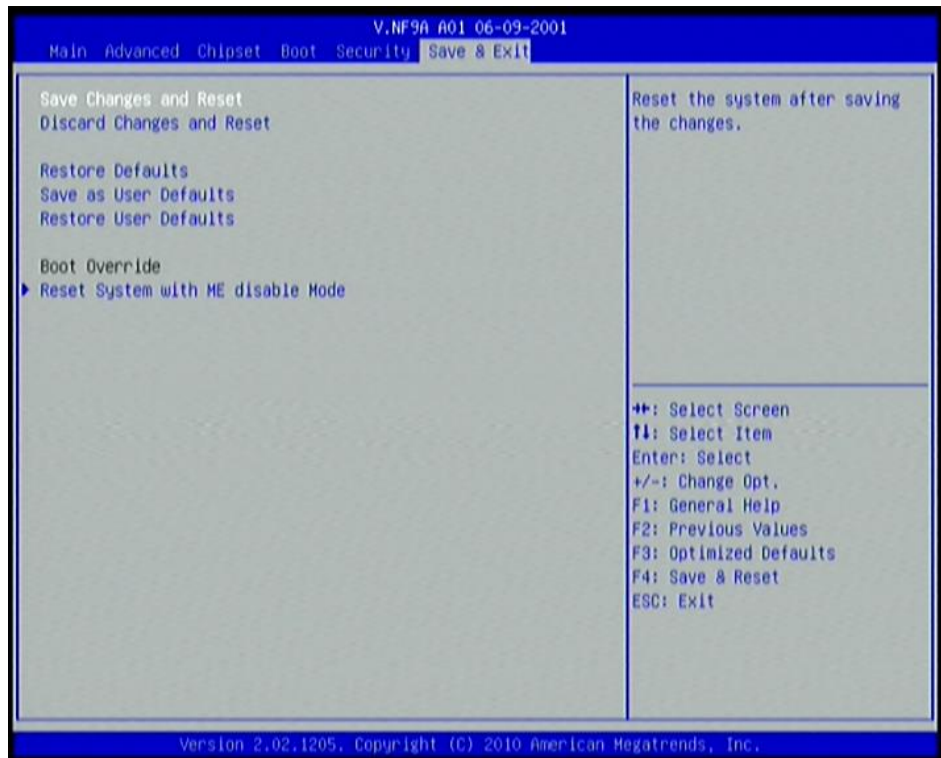 V.NF9A A01 06-09-2001
Main Advanced Chipset Boot Security Save & Exit
Save Changes and Reset
Discard Changes and Reset
Restore Defaults
Save as User Defaults
Restore User Defaults
Boot Override
Reset System with ME disable Mode
Reset the system after saving
the changes.
→←: Select Screen
↑↓: Select Item
Enter: Select
+/-: Change Opt.
F1: General Help
F2: Previous Values
F3: Optimized Defaults
F4: Save & Reset
ESC: Exit
Version 2.02.1205. Copyright (C) 2010 American Megatrends, Inc.